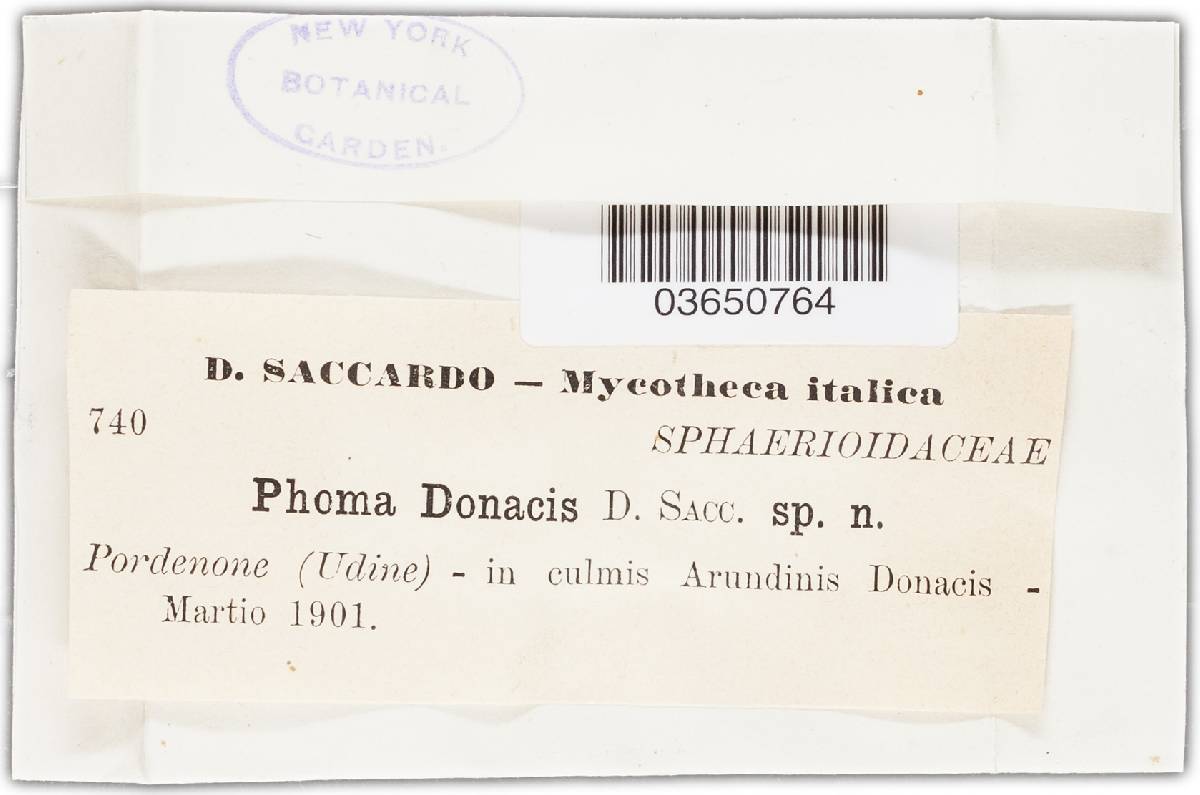 NEW YORK
BOTANICAL
GARDEN.
03650764
D. SACCARDO — Mycotheca italica
740
SPHAERIOIDACEAE
Phoma Donacis D. SACC. sp. n.
Pordenone (Udine) - in culmis Arundinis Donacis -
Martio 1901.